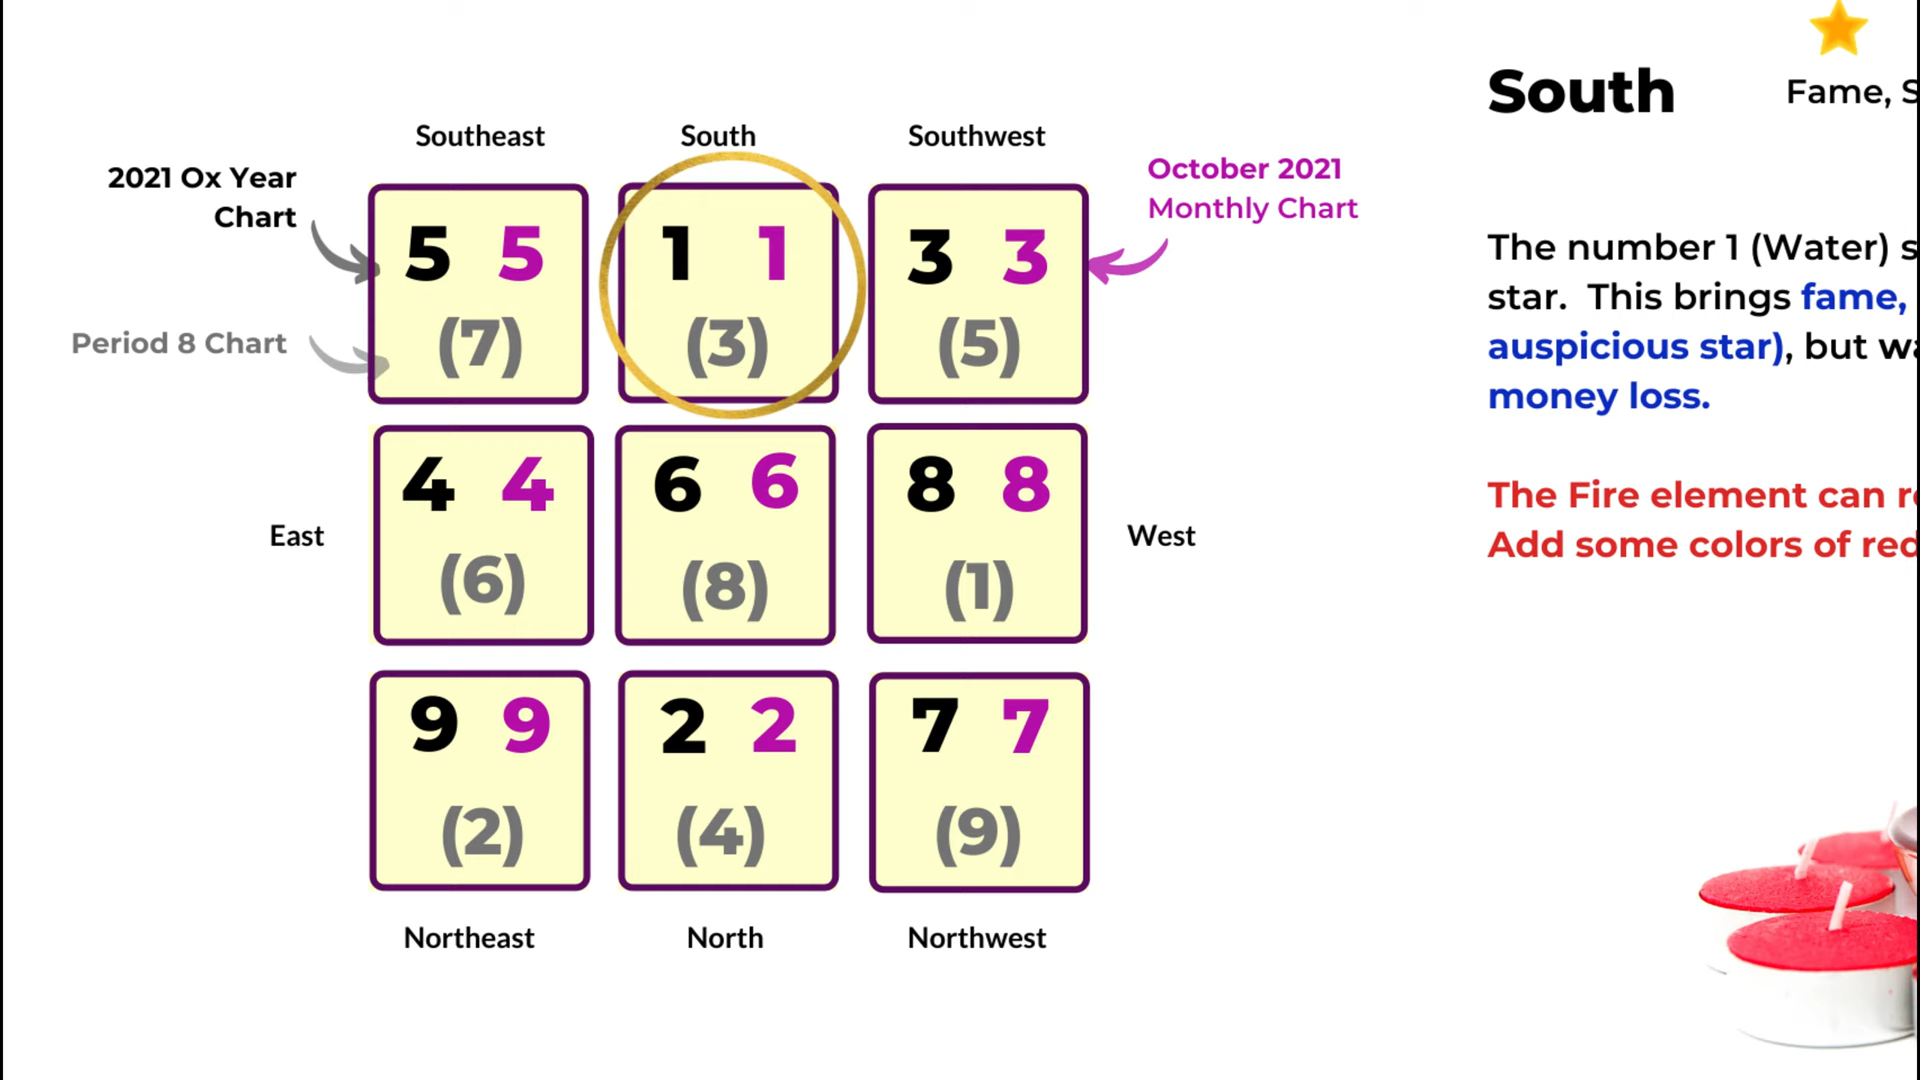 Southeast South Southwest
2021 Ox Year
Chart
October 2021
Monthly Chart
5 5 1 1 3 3
(7) (3) (5)
Period 8 Chart
4 4 6 6 8 8
East West
(6) (8) (1)
9 9 2 2 7 7
(2) (4) (9)
Northeast North Northwest
South
Fame,
The number 1 (Water)
star. This brings fame,
auspicious star), but
money loss.
The Fire element can
Add some colors of red